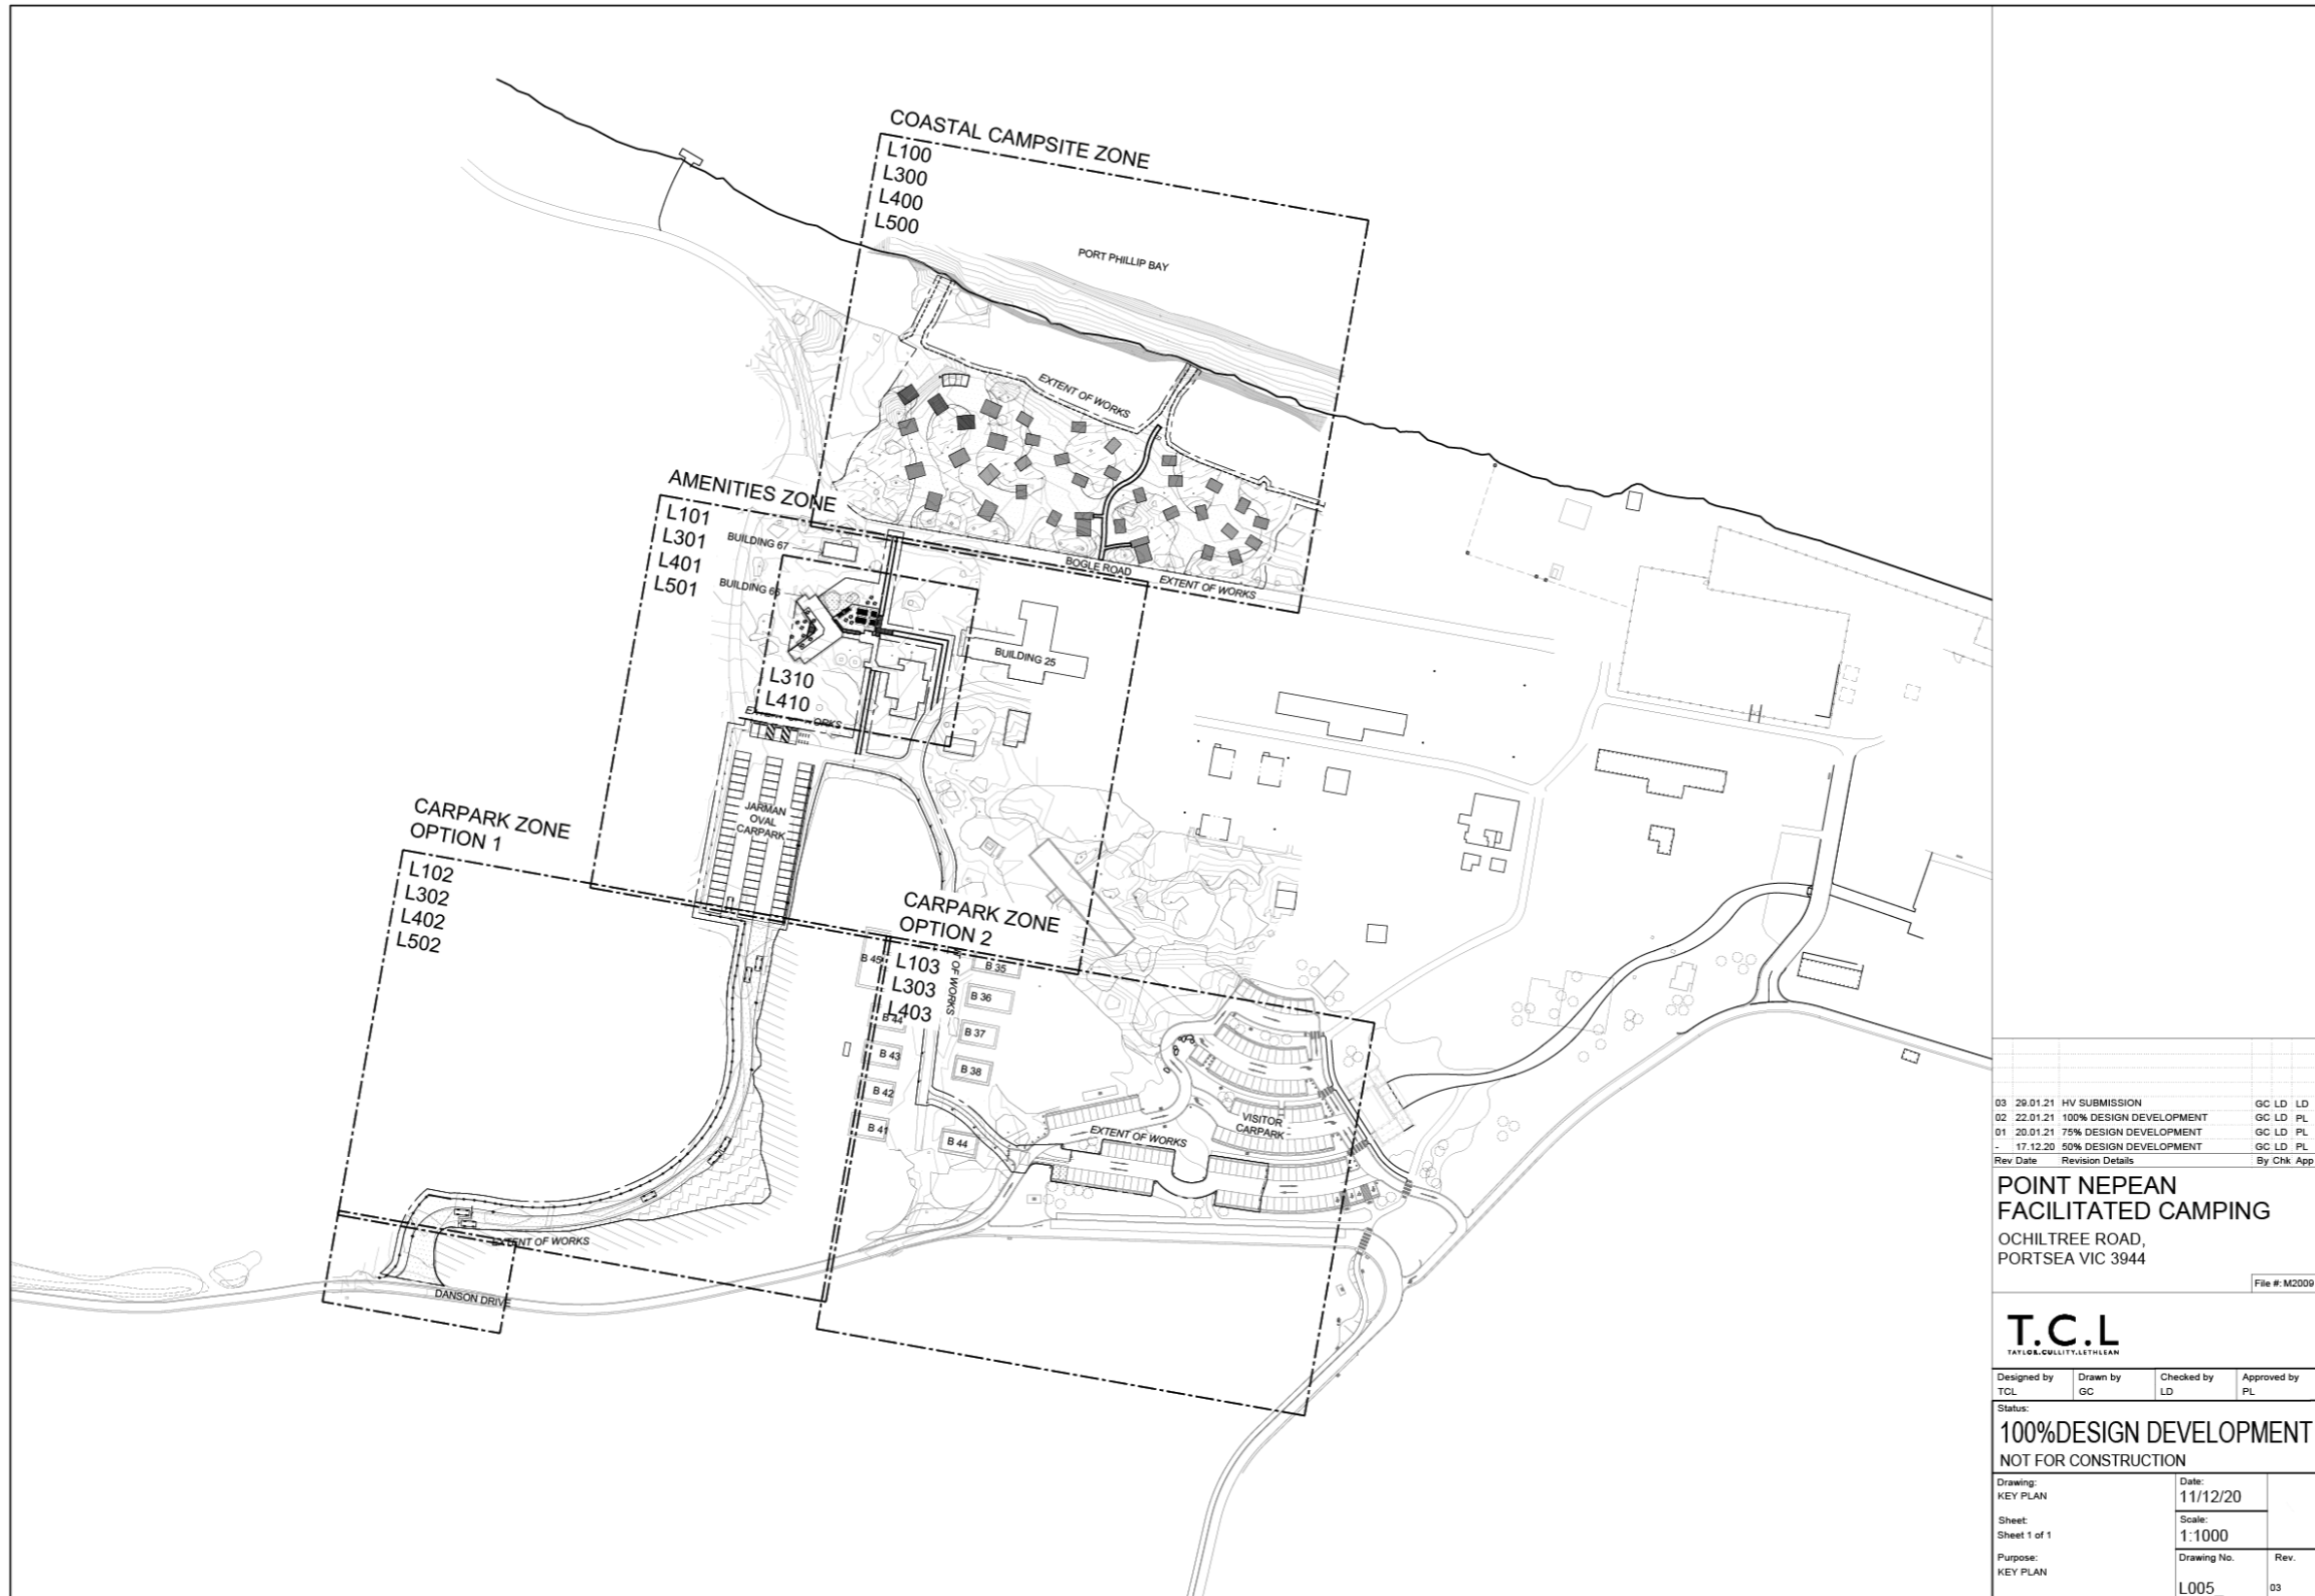 COASTAL CAMPSITE ZONE
L100
L300
L400
L500
PORT PHILLIP BAY
EXTENT OF WORKS
AMENITIES ZONE
L101
L301
L401
L501
BUILDING 67
BUILDING
BOGLE ROAD
EXTENT OF WORKS
BUILDING 25
L310
L410
JARMAN
OVAL
CARPARK
CARPARK ZONE
OPTION 1
L102
L302
L402
L502
CARPARK ZONE
OPTION 2
L103
L303
L403
OF WORKS
B 45
B 35
B 36
B 44
B 37
B 43
B 38
B 42
B 41
B 44
VISITOR
CARPARK
EXTENT OF WORKS
EXTENT OF WORKS
DANSON DRIVE
03 29.01.21 HV SUBMISSION GC LD LD
02 22.01.21 100% DESIGN DEVELOPMENT GC LD PL
01 20.01.21 75% DESIGN DEVELOPMENT GC LD PL
- 17.12.20 50% DESIGN DEVELOPMENT GC LD PL
Rev Date Revision Details By Chk App
POINT NEPEAN
FACILITATED CAMPING
OCHILTREE ROAD,
PORTSEA VIC 3944
File #: M2009
T.C.L
TAYLOR.CULLITY.LETHLEAN
Designed by Drawn by Checked by Approved by
TCL GC LD PL
Status:
100%DESIGN DEVELOPMENT
NOT FOR CONSTRUCTION
Drawing: Date:
KEY PLAN 11/12/20
Sheet: Scale:
Sheet 1 of 1 1:1000
Purpose: Drawing No. Rev.
KEY PLAN
L005 03